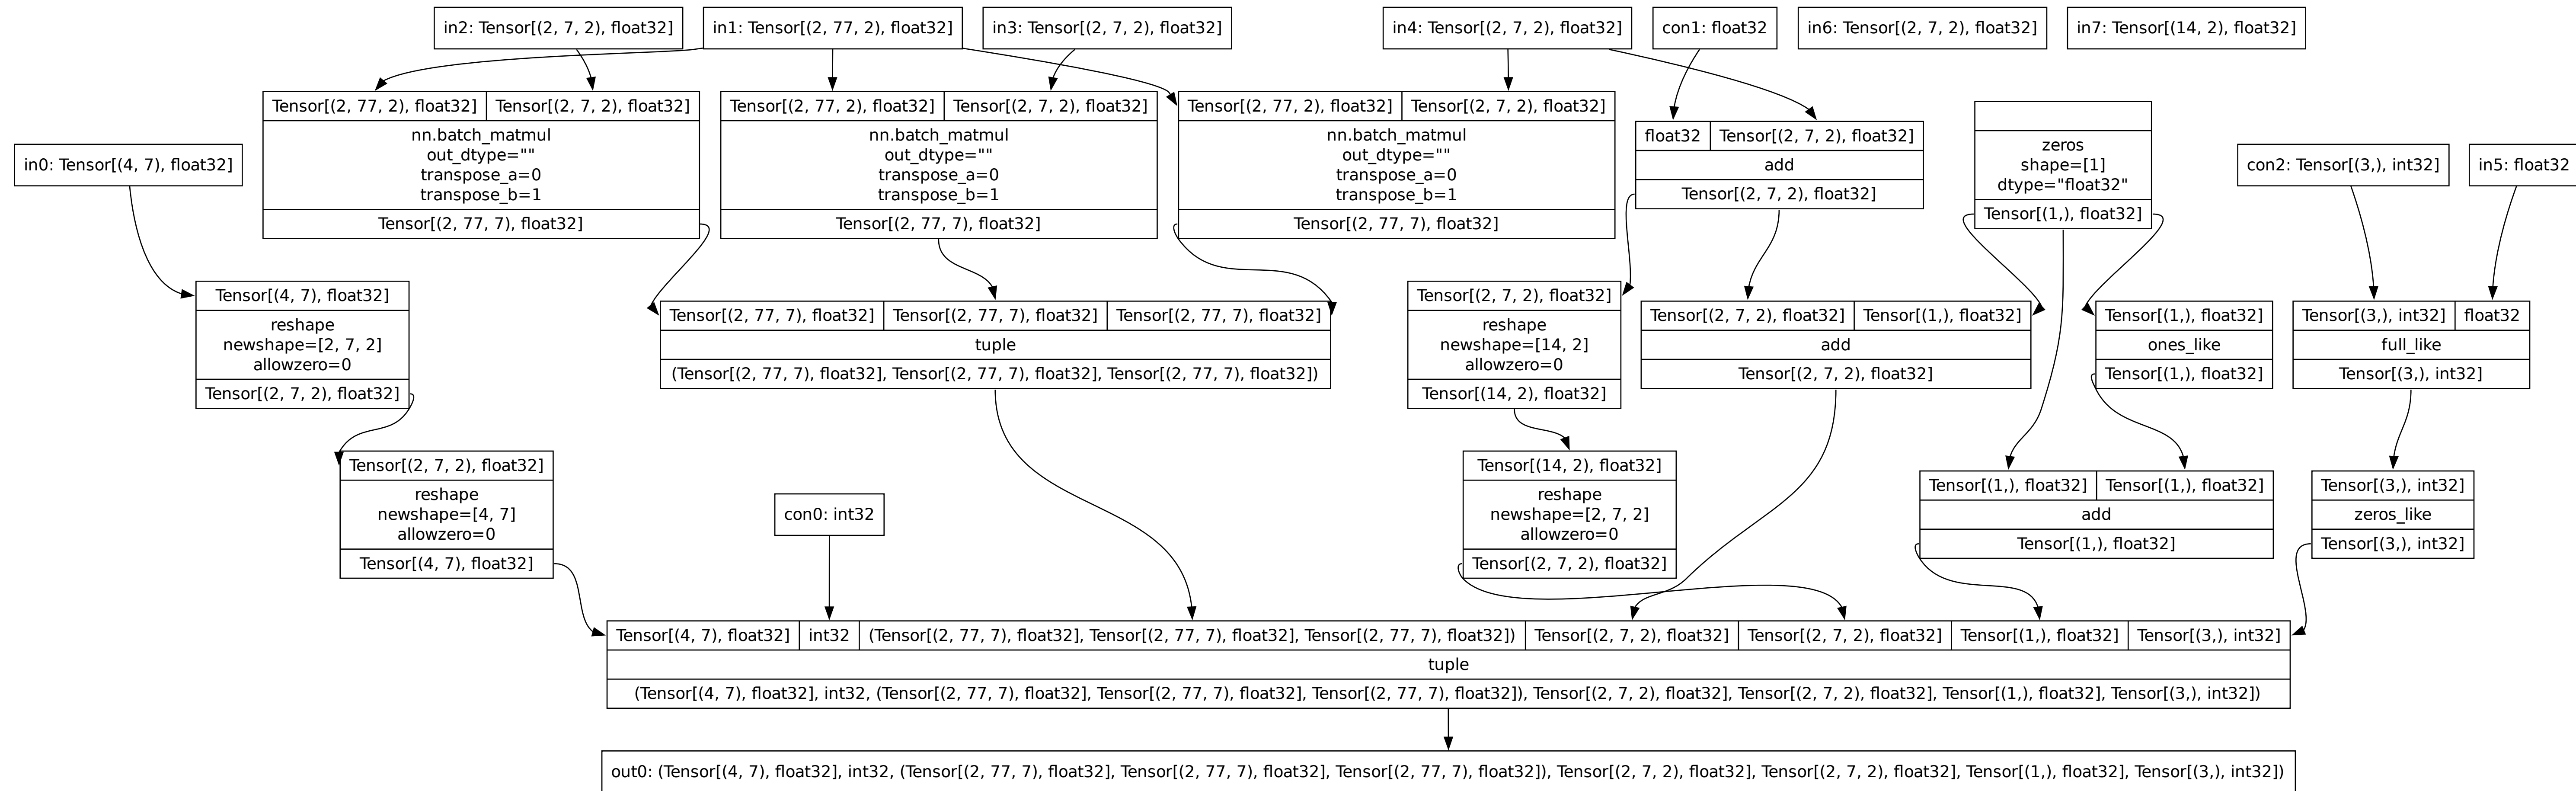 in2: Tensor[(2, 7, 2), float32]
in1: Tensor[(2, 77, 2), float32]
in3: Tensor[(2, 7, 2), float32]
in4: Tensor[(2, 7, 2), float32]
con1: float32
in6: Tensor[(2, 7, 2), float32]
in7: Tensor[(14, 2), float32]
in0: Tensor[(4, 7), float32]
Tensor[(2, 77, 2), float32]
Tensor[(2, 7, 2), float32]
nn.batch_matmul
out_dtype=""
transpose_a=0
transpose_b=1
Tensor[(2, 77, 7), float32]
Tensor[(2, 77, 2), float32]
Tensor[(2, 7, 2), float32]
nn.batch_matmul
out_dtype=""
transpose_a=0
transpose_b=1
Tensor[(2, 77, 7), float32]
Tensor[(2, 77, 2), float32]
Tensor[(2, 7, 2), float32]
nn.batch_matmul
out_dtype=""
transpose_a=0
transpose_b=1
Tensor[(2, 77, 7), float32]
float32
Tensor[(2, 7, 2), float32]
add
Tensor[(2, 7, 2), float32]
zeros
shape=[1]
dtype="float32"
Tensor[(1,), float32]
con2: Tensor[(3,), int32]
in5: float32
Tensor[(4, 7), float32]
reshape
newshape=[2, 7, 2]
allowzero=0
Tensor[(2, 7, 2), float32]
Tensor[(2, 77, 7), float32]
Tensor[(2, 77, 7), float32]
Tensor[(2, 77, 7), float32]
tuple
(Tensor[(2, 77, 7), float32], Tensor[(2, 77, 7), float32], Tensor[(2, 77, 7), float32])
Tensor[(2, 7, 2), float32]
reshape
newshape=[14, 2]
allowzero=0
Tensor[(14, 2), float32]
Tensor[(2, 7, 2), float32]
Tensor[(1,), float32]
add
Tensor[(2, 7, 2), float32]
Tensor[(1,), float32]
ones_like
Tensor[(1,), float32]
Tensor[(3,), int32]
float32
full_like
Tensor[(3,), int32]
Tensor[(2, 7, 2), float32]
reshape
newshape=[4, 7]
allowzero=0
Tensor[(4, 7), float32]
con0: int32
Tensor[(14, 2), float32]
reshape
newshape=[2, 7, 2]
allowzero=0
Tensor[(2, 7, 2), float32]
Tensor[(1,), float32]
Tensor[(1,), float32]
add
Tensor[(1,), float32]
Tensor[(3,), int32]
zeros_like
Tensor[(3,), int32]
Tensor[(4, 7), float32]
int32
(Tensor[(2, 77, 7), float32], Tensor[(2, 77, 7), float32], Tensor[(2, 77, 7), float32])
Tensor[(2, 7, 2), float32]
Tensor[(2, 7, 2), float32]
Tensor[(1,), float32]
Tensor[(3,), int32]
tuple
(Tensor[(4, 7), float32], int32, (Tensor[(2, 77, 7), float32], Tensor[(2, 77, 7), float32], Tensor[(2, 77, 7), float32]), Tensor[(2, 7, 2), float32], Tensor[(2, 7, 2), float32], Tensor[(1,), float32], Tensor[(3,), int32])
out0: (Tensor[(4, 7), float32], int32, (Tensor[(2, 77, 7), float32], Tensor[(2, 77, 7), float32], Tensor[(2, 77, 7), float32]), Tensor[(2, 7, 2), float32], Tensor[(2, 7, 2), float32], Tensor[(1,), float32], Tensor[(3,), int32])